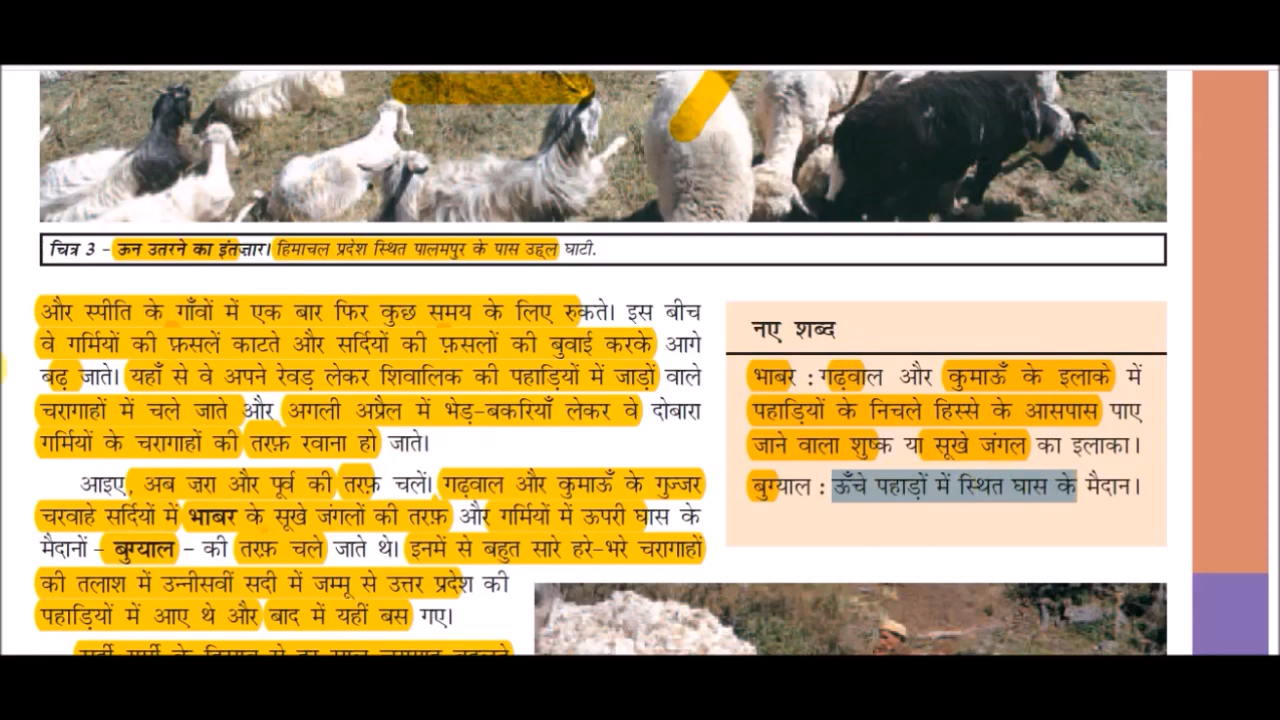 चित्र 3 – ऊन उतरने का इंतज़ार। हिमाचल प्रदेश स्थित पालमपुर के पास उहल घाटी.
और स्पीति के गाँवों में एक बार फिर कुछ समय के लिए रुकते। इस बीच
वे गर्मियों की फ़सलें काटते और सर्दियों की फ़सलों की बुवाई करके आगे
बढ़ जाते। यहाँ से वे अपने रेवड़ लेकर शिवालिक की पहाड़ियों में जाड़ों वाले
चरागाहों में चले जाते और अगली अप्रैल में भेड़-बकरियाँ लेकर वे दोबारा
गर्मियों के चरागाहों की तरफ़ रवाना हो जाते।
आइए, अब ज़रा और पूर्व की तरफ़ चलें। गढ़वाल और कुमाऊँ के गुज्जर
चरवाहे सर्दियों में भाबर के सूखे जंगलों की तरफ़ और गर्मियों में ऊपरी घास के
मैदानों – बुग्याल – की तरफ़ चले जाते थे। इनमें से बहुत सारे हरे-भरे चरागाहों
की तलाश में उन्नीसवीं सदी में जम्मू से उत्तर प्रदेश की
पहाड़ियों में आए थे और बाद में यहीं बस गए।
नए शब्द
भाबर : गढ़वाल और कुमाऊँ के इलाके में
पहाड़ियों के निचले हिस्से के आसपास पाए
जाने वाला शुष्क या सूखे जंगल का इलाका।
बुग्याल : ऊँचे पहाड़ों में स्थित घास के मैदान।